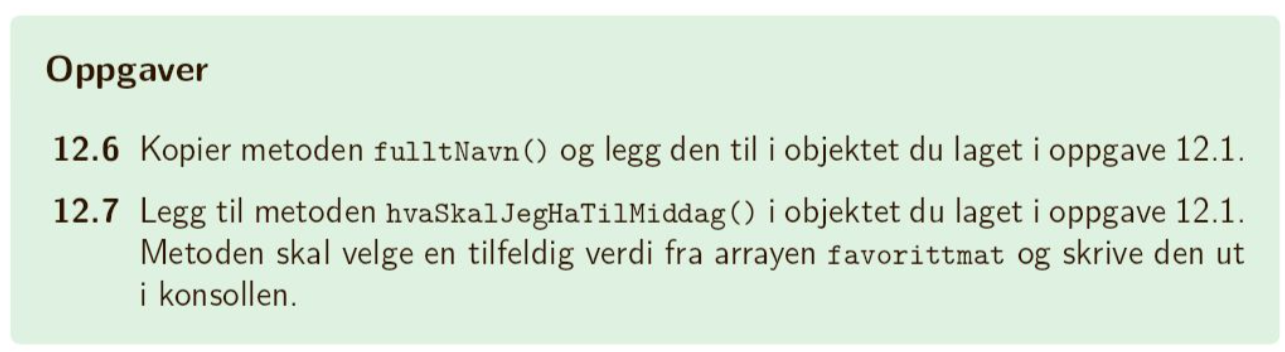 Oppgaver
12.6 Kopier metoden fulltNavn() og legg den til i objektet du laget i oppgave 12.1.
12.7 Legg til metoden hvaSkalJegHaTilMiddag() i objektet du laget i oppgave 12.1.
Metoden skal velge en tilfeldig verdi fra arrayen favorittmat og skrive den ut
i konsollen.